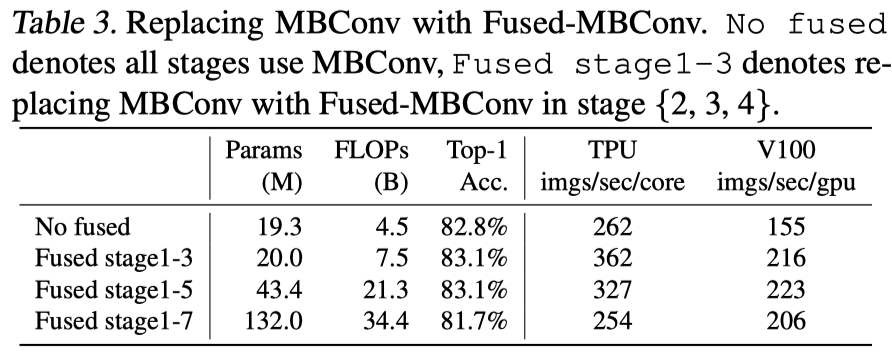 Table 3. Replacing MBConv with Fused-MBConv. No fused
denotes all stages use MBConv, Fused stage1-3 denotes re-
placing MBConv with Fused-MBConv in stage {2, 3, 4}.
Params FLOPs Top-1 TPU V100
(M) (B) Acc. imgs/sec/core imgs/sec/gpu
No fused 19.3 4.5 82.8% 262 155
Fused stage1-3 20.0 7.5 83.1% 362 216
Fused stage1-5 43.4 21.3 83.1% 327 223
Fused stage1-7 132.0 34.4 81.7% 254 206